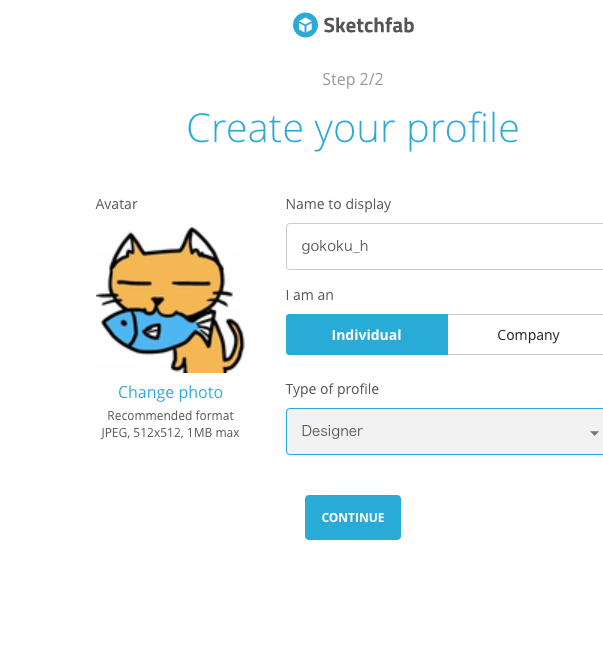 Sketchfab
Step 2/2
Create your profile
Avatar
Change photo
Recommended format
JPEG, 512x512, 1MB max
Name to display
gokoku_h
I am an
Individual
Company
Type of profile
Designer
CONTINUE